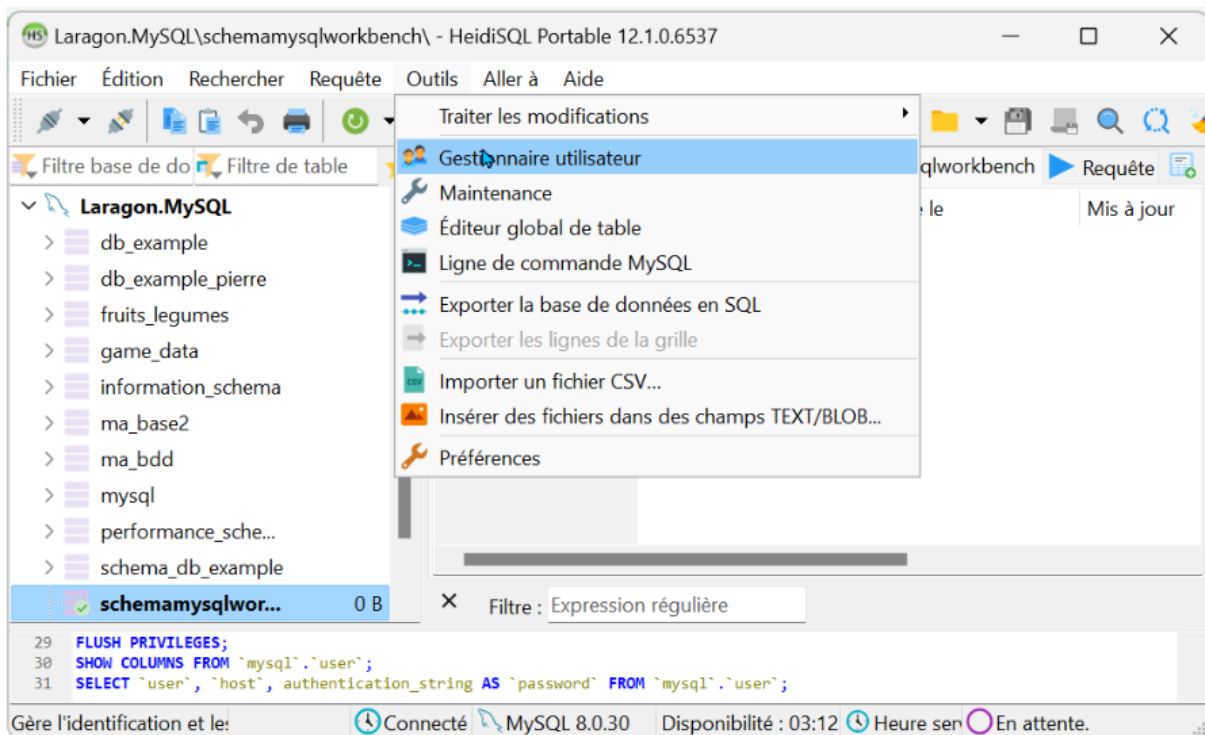 HS Laragon.MySQL\schemamysqlworkbench\ - HeidiSQL Portable 12.1.0.6537
Fichier Édition Rechercher Requête Outils Aller à Aide
Traiter les modifications
Gestionnaire utilisateur
Maintenance
Éditeur global de table
Ligne de commande MySQL
Exporter la base de données en SQL
Exporter les lignes de la grille
csv Importer un fichier CSV...
Insérer des fichiers dans des champs TEXT/BLOB...
Préférences
Filtre base de do Filtre de table
qlworkbench Requête
le Mis à jour
Laragon.MySQL
db_example
db_example_pierre
fruits_legumes
game_data
information_schema
ma_base2
ma_bdd
mysql
performance_sche...
schema_db_example
schemamysqlwor... 0 B
Filtre : Expression régulière
29 FLUSH PRIVILEGES;
30 SHOW COLUMNS FROM `mysql`.`user`;
31 SELECT `user`, `host`, authentication_string AS `password` FROM `mysql`.`user`;
Gère l'identification et les Connecté MySQL 8.0.30 Disponibilité : 03:12 Heure ser En attente.